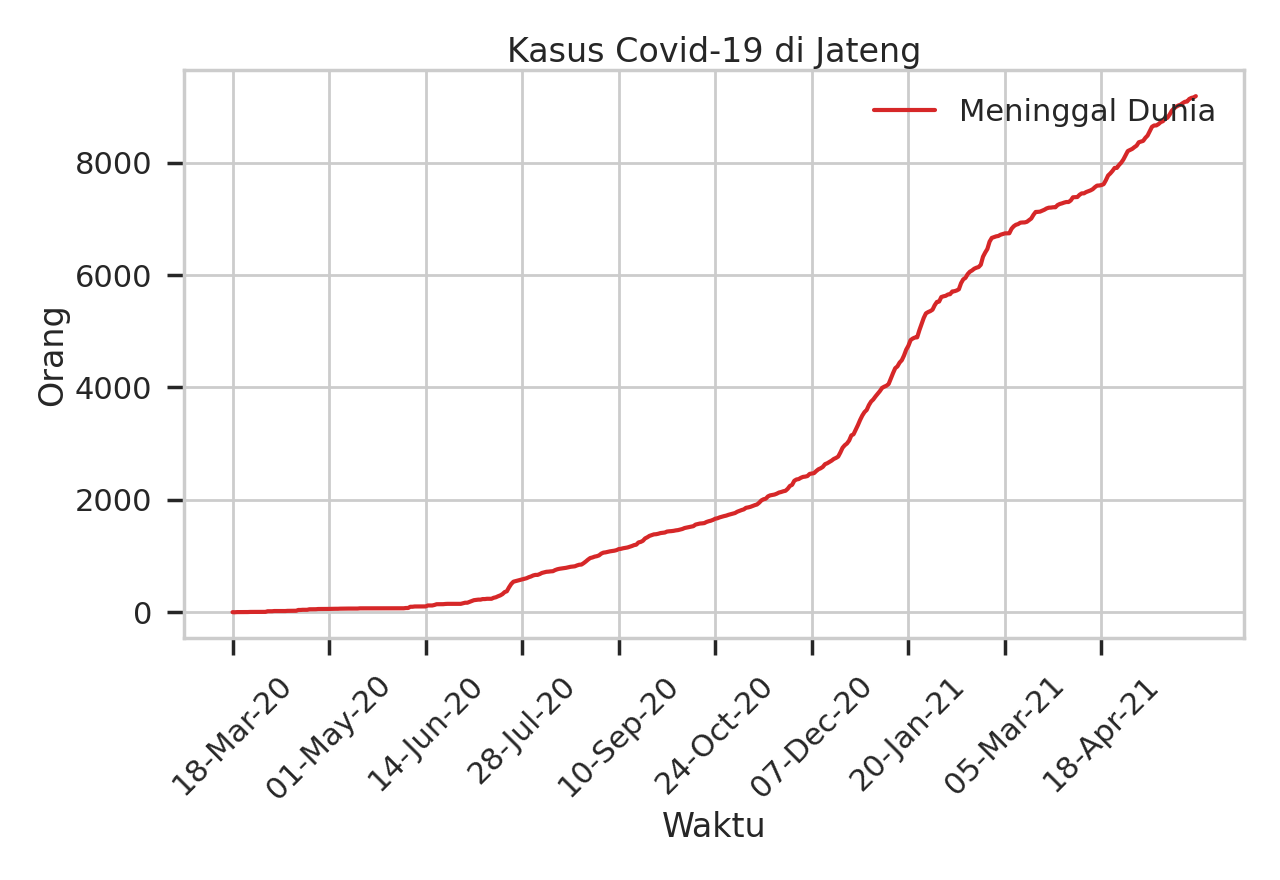 Kasus Covid-19 di Jateng
Meninggal Dunia
Orang
8000
6000
4000
2000
0
18-Mar-20
01-May-20
14-Jun-20
28-Jul-20
10-Sep-20
24-Oct-20
07-Dec-20
20-Jan-21
05-Mar-21
18-Apr-21
Waktu